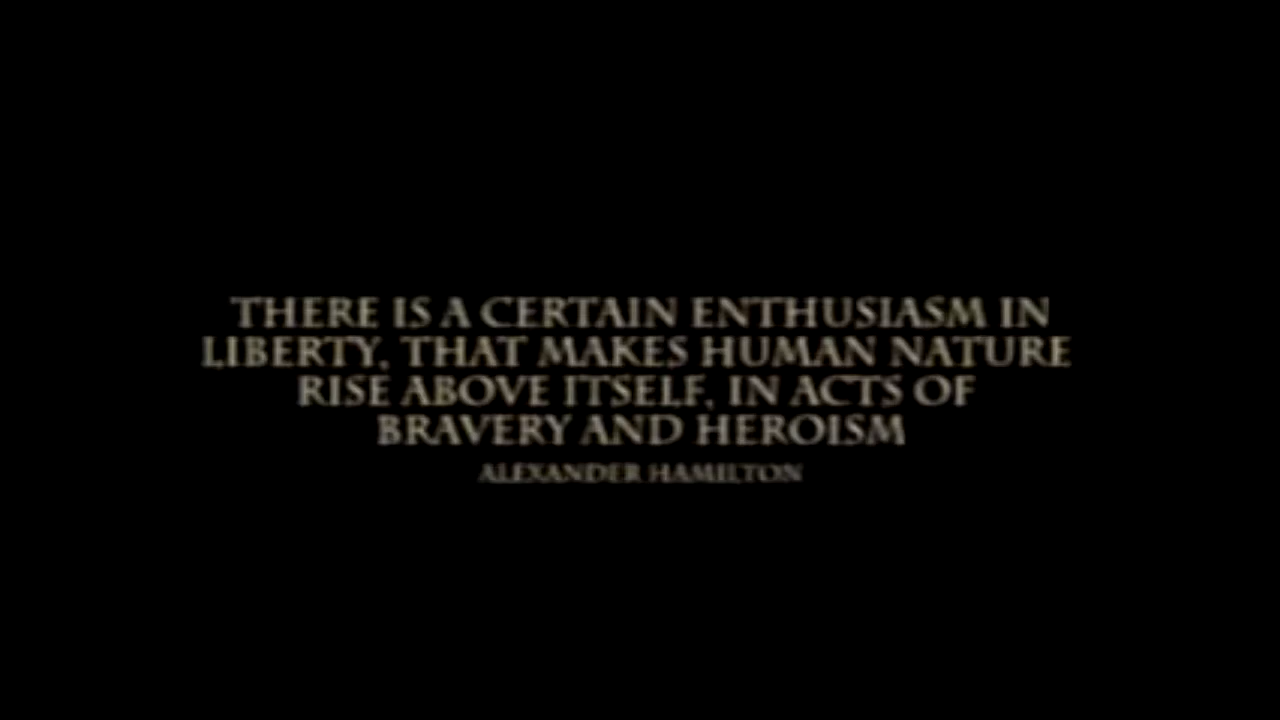 THERE IS A CERTAIN ENTHUSIASM IN
LIBERTY, THAT MAKES HUMAN NATURE
RISE ABOVE ITSELF, IN ACTS OF
BRAVERY AND HEROISM
ALEXANDER HAMILTON